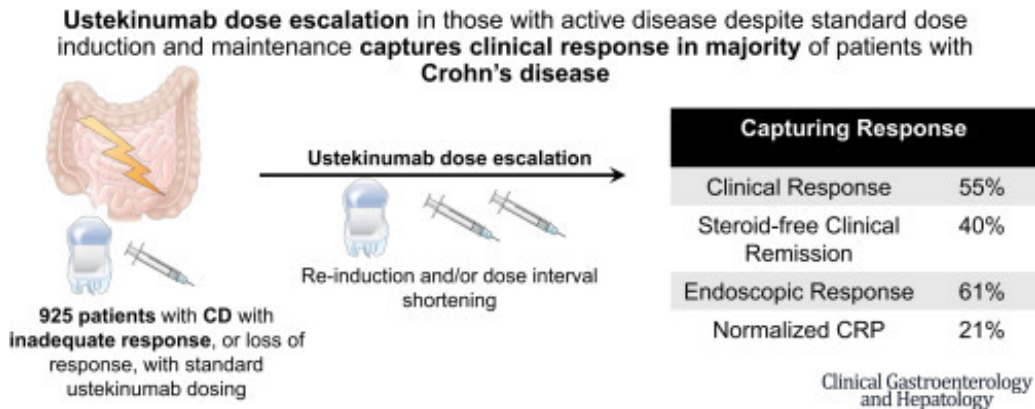 Ustekinumab dose escalation in those with active disease despite standard dose
induction and maintenance captures clinical response in majority of patients with
Crohn's disease
Ustekinumab dose escalation
Re-induction and/or dose interval
shortening
925 patients with CD with
inadequate response, or loss of
response, with standard
ustekinumab dosing
Capturing Response
Clinical Response 55%
Steroid-free Clinical 40%
Remission
Endoscopic Response 61%
Normalized CRP 21%
Clinical Gastroenterology
and Hepatology